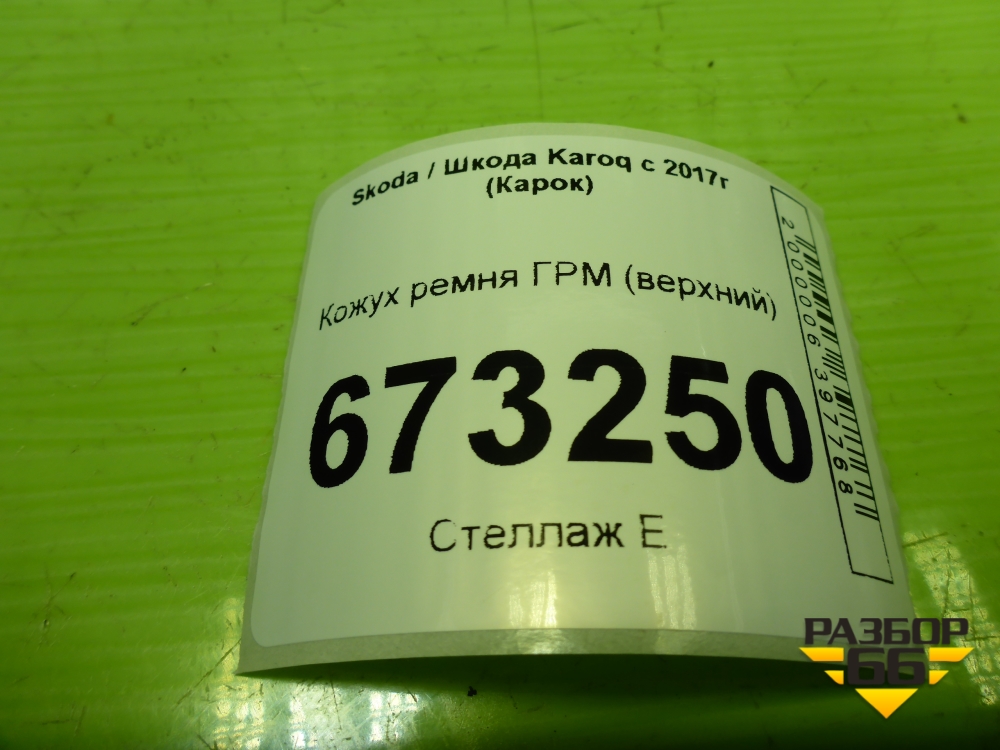 Skoda / Шкода Karoq с 2017г
(Карок)
Кожух ремня ГРМ (верхний)
673250
Стеллаж Е
2000006397768
РАЗБОР
66